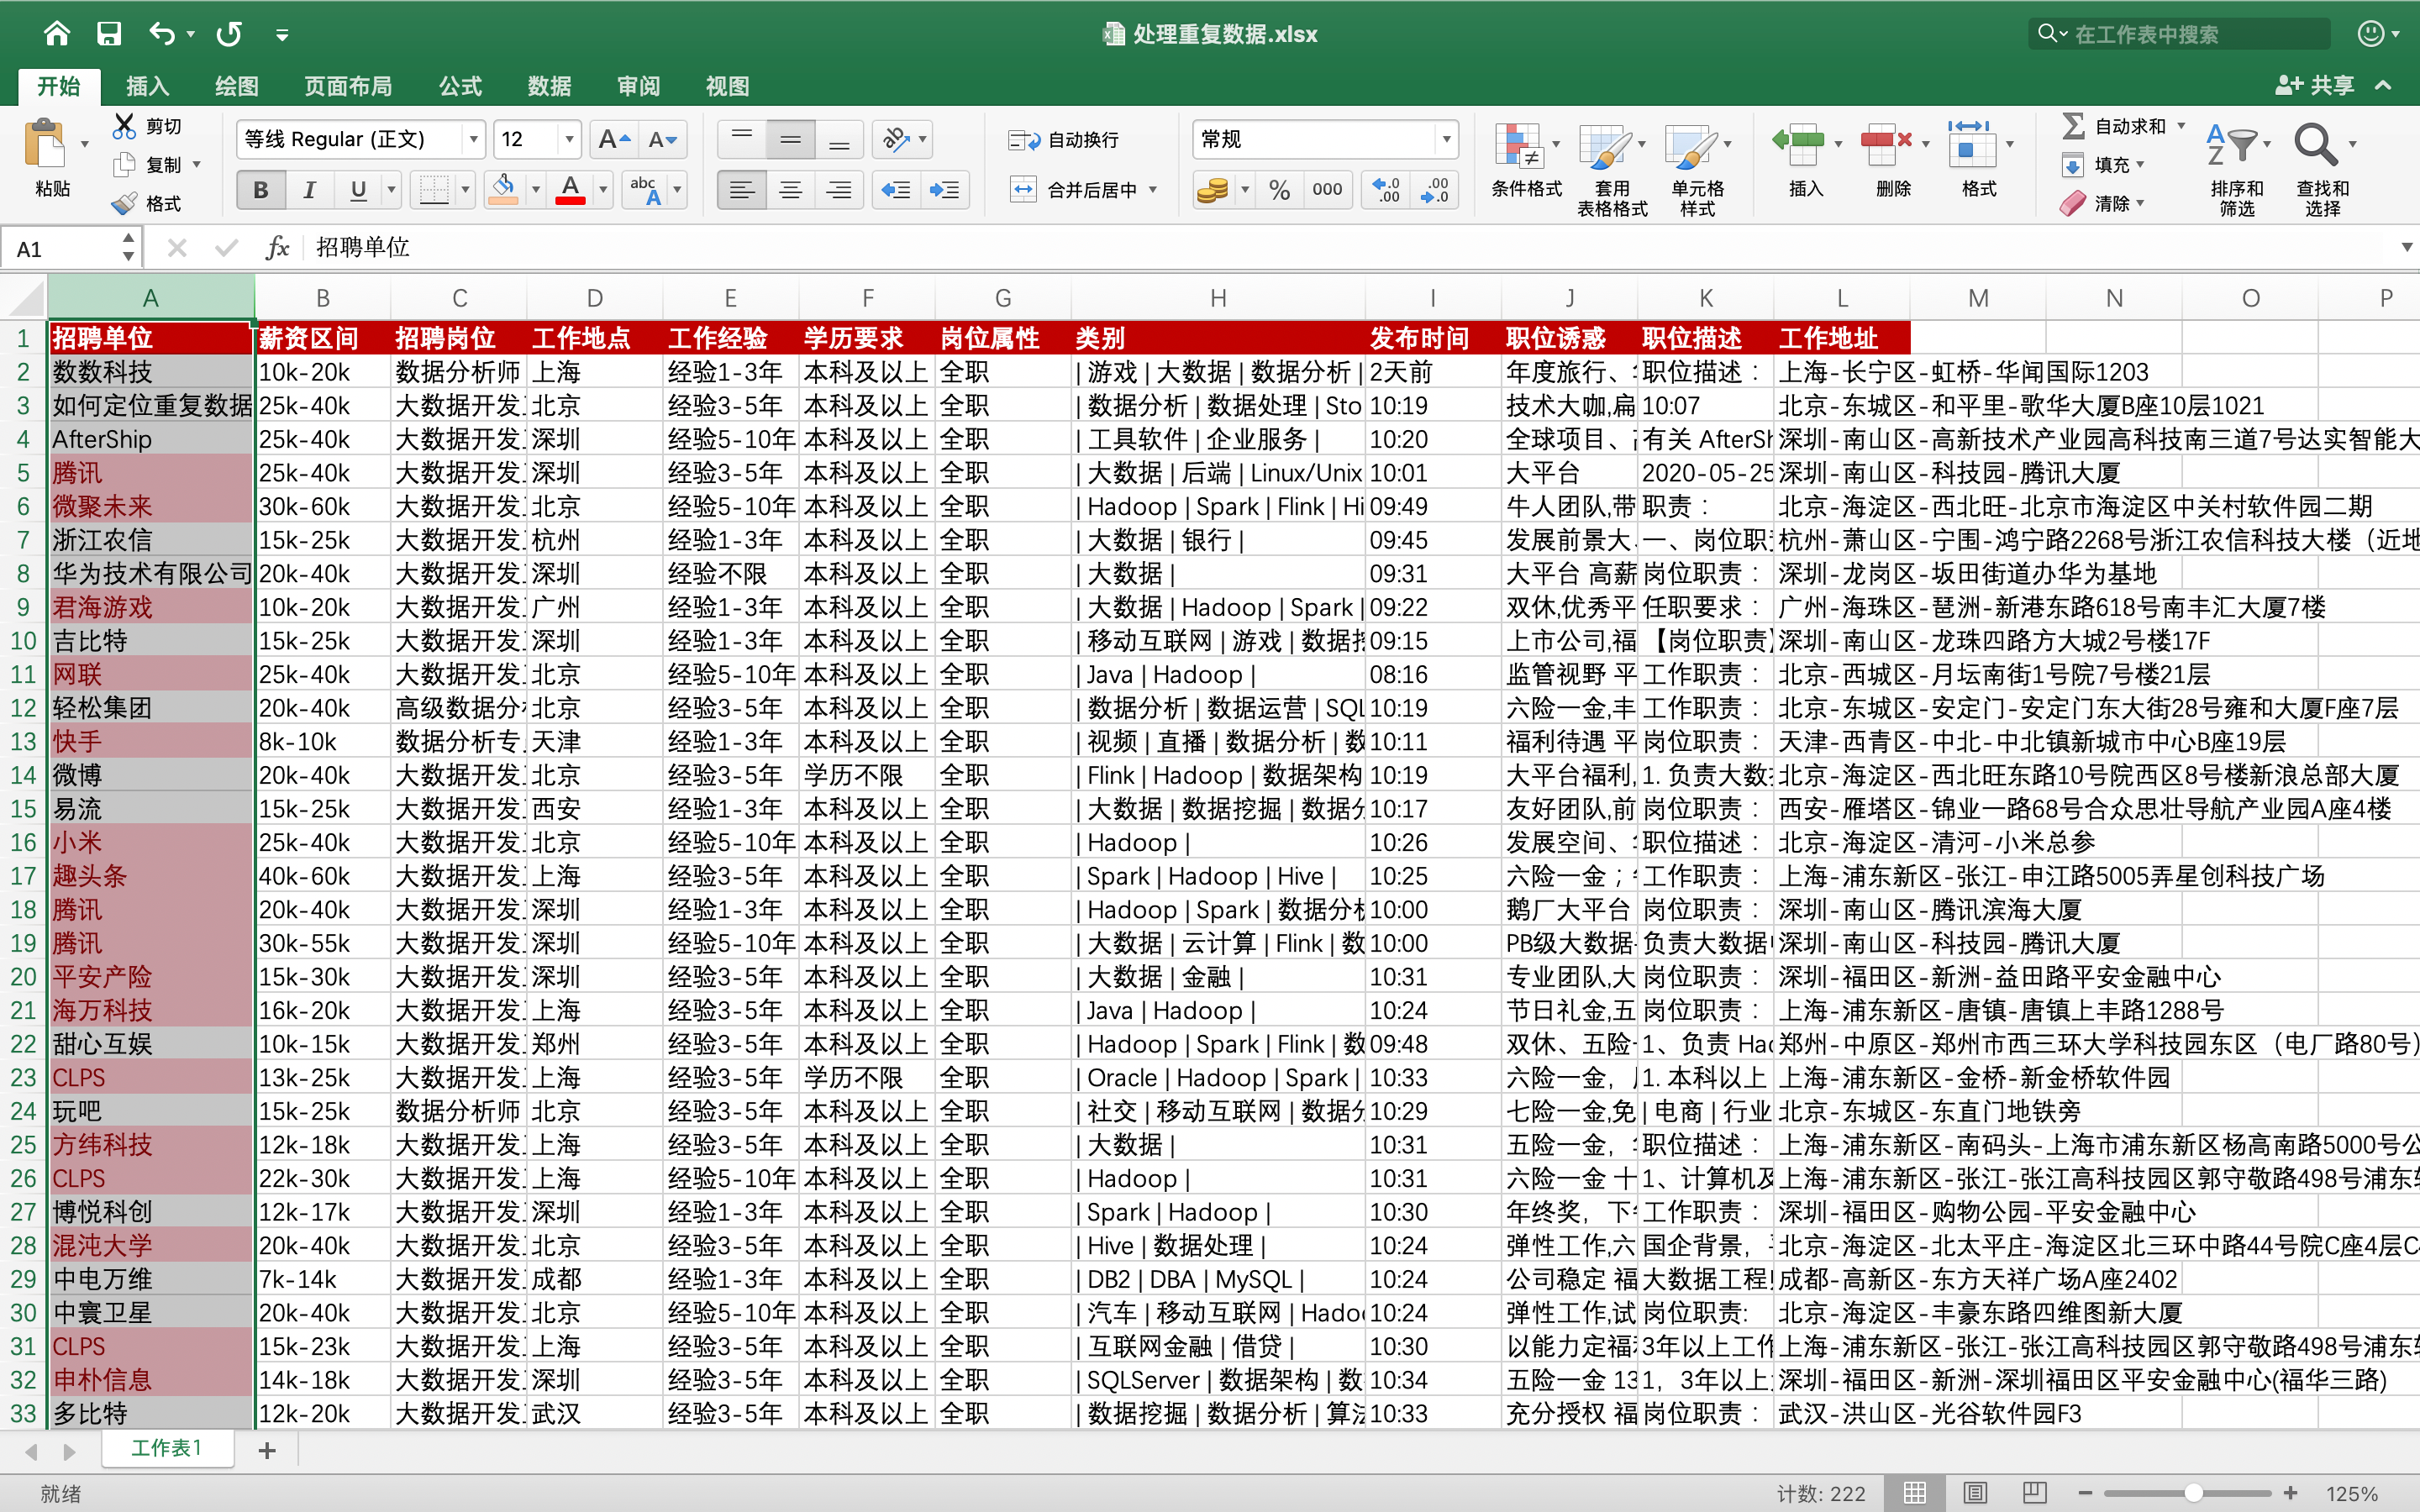 处理重复数据.xlsx
在工作表中搜索
开始 插入 绘图 页面布局 公式 数据 审阅 视图 共享
粘贴 剪切 复制 格式
等线 Regular (正文) 12 A A
B I U A abc A
自动换行
合并后居中
常规
% 000 .0 .00 .00 .0
条件格式 套用 表格格式 单元格 样式
插入 删除 格式
自动求和 填充 清除
排序和 筛选 查找和 选择
A1 fx 招聘单位
A B C D E F G H I J K L M N O P
1 招聘单位 薪资区间 招聘岗位 工作地点 工作经验 学历要求 岗位属性 类别 发布时间 职位诱惑 职位描述 工作地址
2 数数科技 10k-20k 数据分析师 上海 经验1-3年 本科及以上 全职 | 游戏 | 大数据 | 数据分析 | 2天前 年度旅行、 职位描述： 上海-长宁区-虹桥-华闻国际1203
3 如何定位重复数据 25k-40k 大数据开发 北京 经验3-5年 本科及以上 全职 | 数据分析 | 数据处理 | Sto 10:19 技术大咖,扁 10:07 北京-东城区-和平里-歌华大厦B座10层1021
4 AfterShip 25k-40k 大数据开发 深圳 经验5-10年 本科及以上 全职 | 工具软件 | 企业服务 | 10:20 全球项目、 有关 AfterSh 深圳-南山区-高新技术产业园高科技南三道7号达实智能大
5 腾讯 25k-40k 大数据开发 深圳 经验3-5年 本科及以上 全职 | 大数据 | 后端 | Linux/Unix 10:01 大平台 2020-05-25 深圳-南山区-科技园-腾讯大厦
6 微聚未来 30k-60k 大数据开发 北京 经验5-10年 本科及以上 全职 | Hadoop | Spark | Flink | Hi 09:49 牛人团队,带 职责： 北京-海淀区-西北旺-北京市海淀区中关村软件园二期
7 浙江农信 15k-25k 大数据开发 杭州 经验1-3年 本科及以上 全职 | 大数据 | 银行 | 09:45 发展前景大 一、岗位职 杭州-萧山区-宁围-鸿宁路2268号浙江农信科技大楼（近地
8 华为技术有限公司 20k-40k 大数据开发 深圳 经验不限 本科及以上 全职 | 大数据 | 09:31 大平台 高薪 岗位职责： 深圳-龙岗区-坂田街道办华为基地
9 君海游戏 10k-20k 大数据开发 广州 经验1-3年 本科及以上 全职 | 大数据 | Hadoop | Spark | 09:22 双休,优秀平 任职要求： 广州-海珠区-琶洲-新港东路618号南丰汇大厦7楼
10 吉比特 15k-25k 大数据开发 深圳 经验1-3年 本科及以上 全职 | 移动互联网 | 游戏 | 数据挖 09:15 上市公司,福 【岗位职责】 深圳-南山区-龙珠四路方大城2号楼17F
11 网联 25k-40k 大数据开发 北京 经验5-10年 本科及以上 全职 | Java | Hadoop | 08:16 监管视野 平 工作职责： 北京-西城区-月坛南街1号院7号楼21层
12 轻松集团 20k-40k 高级数据分 北京 经验3-5年 本科及以上 全职 | 数据分析 | 数据运营 | SQL 10:19 六险一金,丰 工作职责： 北京-东城区-安定门-安定门东大街28号雍和大厦F座7层
13 快手 8k-10k 数据分析专 天津 经验1-3年 本科及以上 全职 | 视频 | 直播 | 数据分析 | 数 10:11 福利待遇 平 岗位职责： 天津-西青区-中北-中北镇新城市中心B座19层
14 微博 20k-40k 大数据开发 北京 经验3-5年 学历不限 全职 | Flink | Hadoop | 数据架构 10:19 大平台福利, 1. 负责大数 北京-海淀区-西北旺东路10号院西区8号楼新浪总部大厦
15 易流 15k-25k 大数据开发 西安 经验1-3年 本科及以上 全职 | 大数据 | 数据挖掘 | 数据分 10:17 友好团队,前 岗位职责： 西安-雁塔区-锦业一路68号合众思壮导航产业园A座4楼
16 小米 25k-40k 大数据开发 北京 经验5-10年 本科及以上 全职 | Hadoop | 10:26 发展空间、 职位描述： 北京-海淀区-清河-小米总参
17 趣头条 40k-60k 大数据开发 上海 经验3-5年 本科及以上 全职 | Spark | Hadoop | Hive | 10:25 六险一金； 工作职责： 上海-浦东新区-张江-申江路5005弄星创科技广场
18 腾讯 20k-40k 大数据开发 深圳 经验1-3年 本科及以上 全职 | Hadoop | Spark | 数据分析 10:00 鹅厂大平台 岗位职责： 深圳-南山区-腾讯滨海大厦
19 腾讯 30k-55k 大数据开发 深圳 经验5-10年 本科及以上 全职 | 大数据 | 云计算 | Flink | 数 10:00 PB级大数据 负责大数据 深圳-南山区-科技园-腾讯大厦
20 平安产险 15k-30k 大数据开发 深圳 经验3-5年 本科及以上 全职 | 大数据 | 金融 | 10:31 专业团队,大 岗位职责： 深圳-福田区-新洲-益田路平安金融中心
21 海万科技 16k-20k 大数据开发 上海 经验3-5年 本科及以上 全职 | Java | Hadoop | 10:24 节日礼金,五 岗位职责： 上海-浦东新区-唐镇-唐镇上丰路1288号
22 甜心互娱 10k-15k 大数据开发 郑州 经验3-5年 本科及以上 全职 | Hadoop | Spark | Flink | 数 09:48 双休、五险 1、负责 Had 郑州-中原区-郑州市西三环大学科技园东区（电厂路80号）
23 CLPS 13k-25k 大数据开发 上海 经验3-5年 学历不限 全职 | Oracle | Hadoop | Spark | 10:33 六险一金， 1. 本科以上 上海-浦东新区-金桥-新金桥软件园
24 玩吧 15k-25k 数据分析师 北京 经验3-5年 本科及以上 全职 | 社交 | 移动互联网 | 数据分 10:29 七险一金,免 | 电商 | 行业 北京-东城区-东直门地铁旁
25 方纬科技 12k-18k 大数据开发 上海 经验3-5年 本科及以上 全职 | 大数据 | 10:31 五险一金， 职位描述： 上海-浦东新区-南码头-上海市浦东新区杨高南路5000号公
26 CLPS 22k-30k 大数据开发 上海 经验5-10年 本科及以上 全职 | Hadoop | 10:31 六险一金 十 1、计算机及 上海-浦东新区-张江-张江高科技园区郭守敬路498号浦东软
27 博悦科创 12k-17k 大数据开发 深圳 经验1-3年 本科及以上 全职 | Spark | Hadoop | 10:30 年终奖，下 工作职责： 深圳-福田区-购物公园-平安金融中心
28 混沌大学 20k-40k 大数据开发 北京 经验3-5年 本科及以上 全职 | Hive | 数据处理 | 10:24 弹性工作,六 国企背景， 北京-海淀区-北太平庄-海淀区北三环中路44号院C座4层C
29 中电万维 7k-14k 大数据开发 成都 经验1-3年 本科及以上 全职 | DB2 | DBA | MySQL | 10:24 公司稳定 福 大数据工程 成都-高新区-东方天祥广场A座2402
30 中寰卫星 20k-40k 大数据开发 北京 经验5-10年 本科及以上 全职 | 汽车 | 移动互联网 | Hadoo 10:24 弹性工作,试 岗位职责: 北京-海淀区-丰豪东路四维图新大厦
31 CLPS 15k-23k 大数据开发 上海 经验3-5年 本科及以上 全职 | 互联网金融 | 借贷 | 10:30 以能力定福 3年以上工作 上海-浦东新区-张江-张江高科技园区郭守敬路498号浦东软
32 申朴信息 14k-18k 大数据开发 深圳 经验3-5年 本科及以上 全职 | SQLServer | 数据架构 | 数 10:34 五险一金 13 1，3年以上 深圳-福田区-新洲-深圳福田区平安金融中心(福华三路)
33 多比特 12k-20k 大数据开发 武汉 经验3-5年 本科及以上 全职 | 数据挖掘 | 数据分析 | 算法 10:33 充分授权 福 岗位职责： 武汉-洪山区-光谷软件园F3
工作表1
就绪 计数: 222 125%